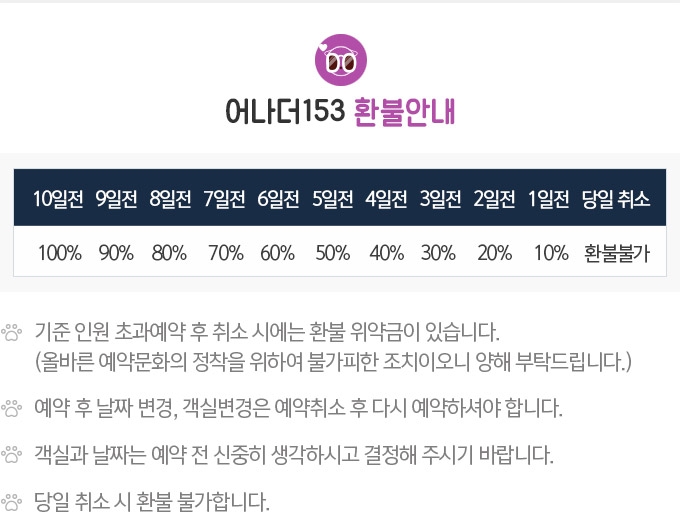 어나더153 환불안내
10일전 9일전 8일전 7일전 6일전 5일전 4일전 3일전 2일전 1일전 당일 취소
100% 90% 80% 70% 60% 50% 40% 30% 20% 10% 환불불가
기준 인원 초과예약 후 취소 시에는 환불 위약금이 있습니다.
(올바른 예약문화의 정착을 위하여 불가피한 조치이오니 양해 부탁드립니다.)
예약 후 날짜 변경, 객실변경은 예약취소 후 다시 예약하셔야 합니다.
객실과 날짜는 예약 전 신중히 생각하시고 결정해 주시기 바랍니다.
당일 취소 시 환불 불가합니다.